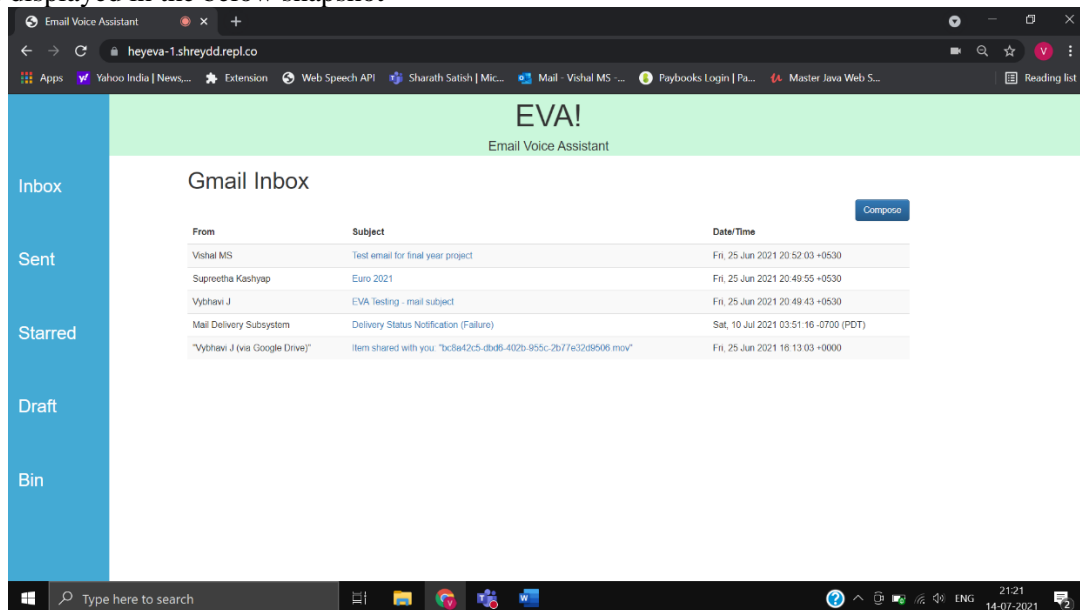 displayed in the below snapshot
Email Voice Assistant
heyeva-1.shreydd.repl.co
V
Apps Yahoo India | News,... Extension Web Speech API Sharath Satish | Mic... Mail - Vishal MS -... Paybooks Login | Pa... Master Java Web S... Reading list
EVA!
Email Voice Assistant
Inbox
Sent
Starred
Draft
Bin
Gmail Inbox
Compose
From Subject Date/Time
Vishal MS Test email for final year project Fri, 25 Jun 2021 20:52:03 +0530
Supreetha Kashyap Euro 2021 Fri, 25 Jun 2021 20:49:55 +0530
Vybhavi J EVA Testing - mail subject Fri, 25 Jun 2021 20:49:43 +0530
Mail Delivery Subsystem Delivery Status Notification (Failure) Sat, 10 Jul 2021 03:51:16 -0700 (PDT)
"Vybhavi J (via Google Drive)" Item shared with you: "bc8a42c5-dbd6-402b-955c-2b77e32d9506.mov" Fri, 25 Jun 2021 16:13:03 +0000
Type here to search
ENG
21:21
14-07-2021
2